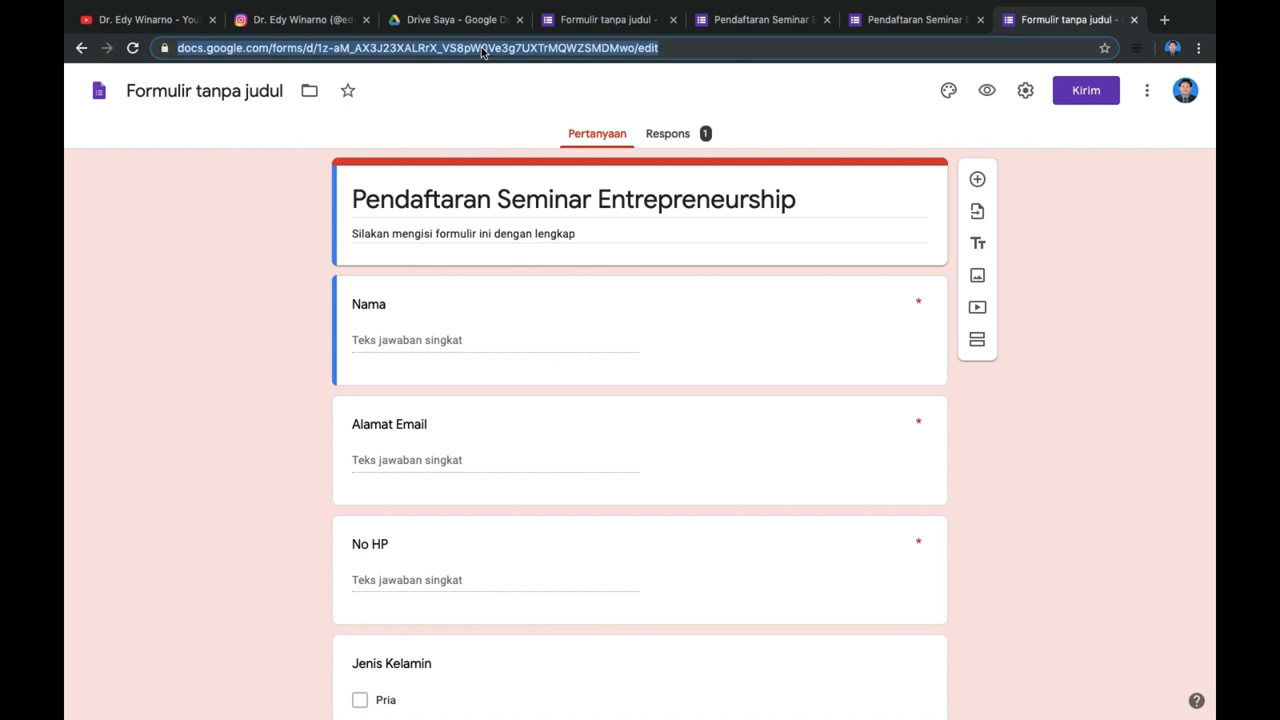 Dr. Edy Winarno - You
Dr. Edy Winarno (@ed
Drive Saya - Google D
Formulir tanpa judul -
Pendaftaran Seminar E
Pendaftaran Seminar E
Formulir tanpa judul -
docs.google.com/forms/d/1z-aM_AX3J23XALRrX_VS8pWQVe3g7UXTrMQWZSMDMwo/edit
Formulir tanpa judul
Kirim
Pertanyaan
Respons 1
Pendaftaran Seminar Entrepreneurship
Silakan mengisi formulir ini dengan lengkap
Nama *
Teks jawaban singkat
Alamat Email *
Teks jawaban singkat
No HP *
Teks jawaban singkat
Jenis Kelamin
Pria